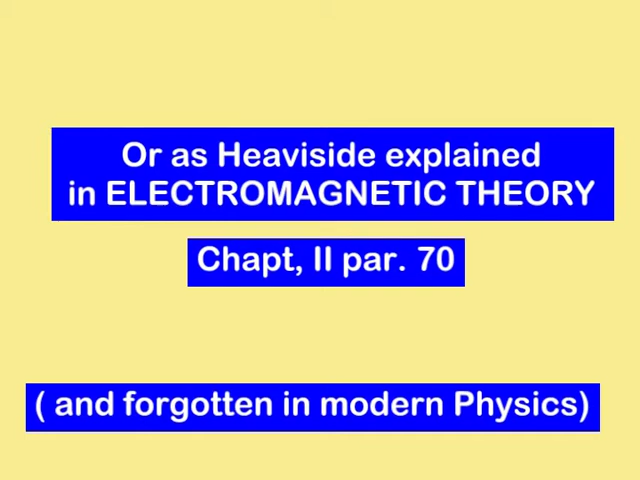 Or as Heaviside explained
in ELECTROMAGNETIC THEORY
Chapt, II par. 70
( and forgotten in modern Physics)